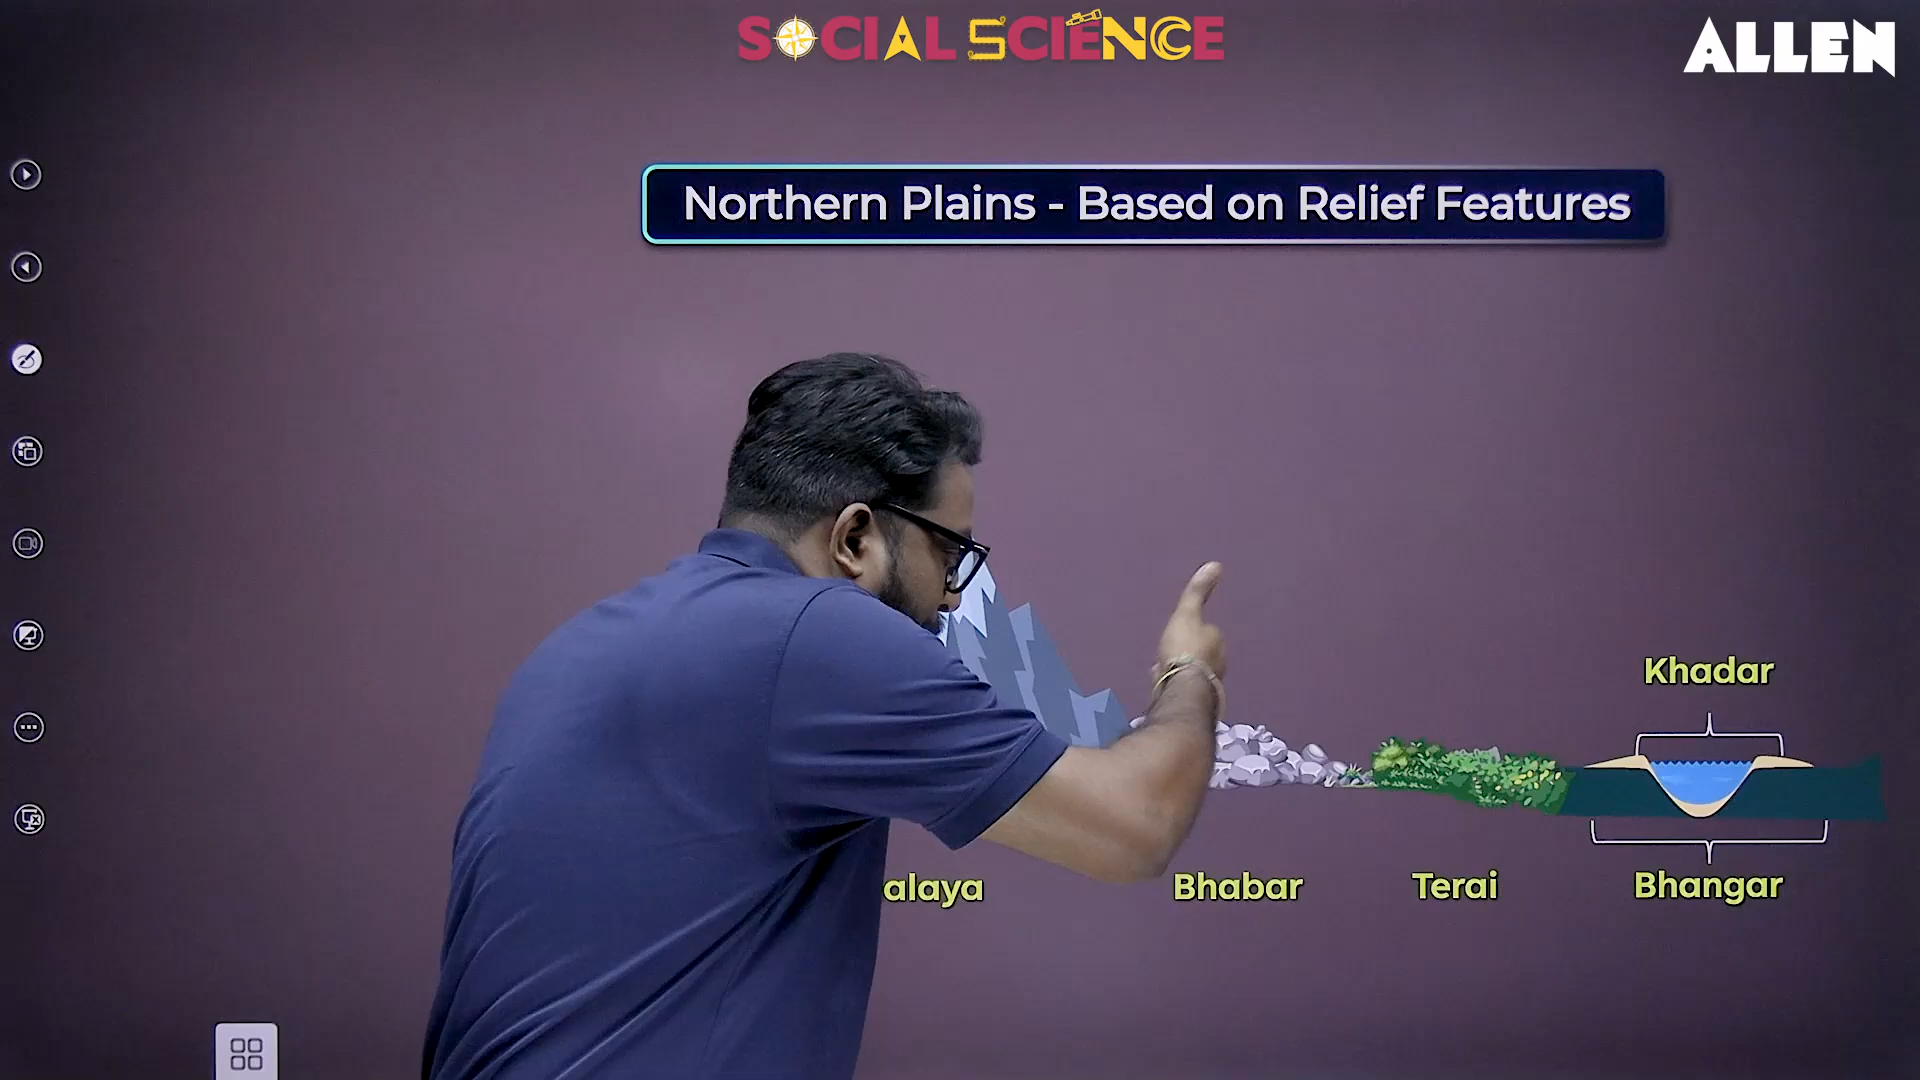 SOCIAL SCIENCE
ALLEN
Northern Plains - Based on Relief Features
Khadar
alaya
Bhabar
Terai
Bhangar